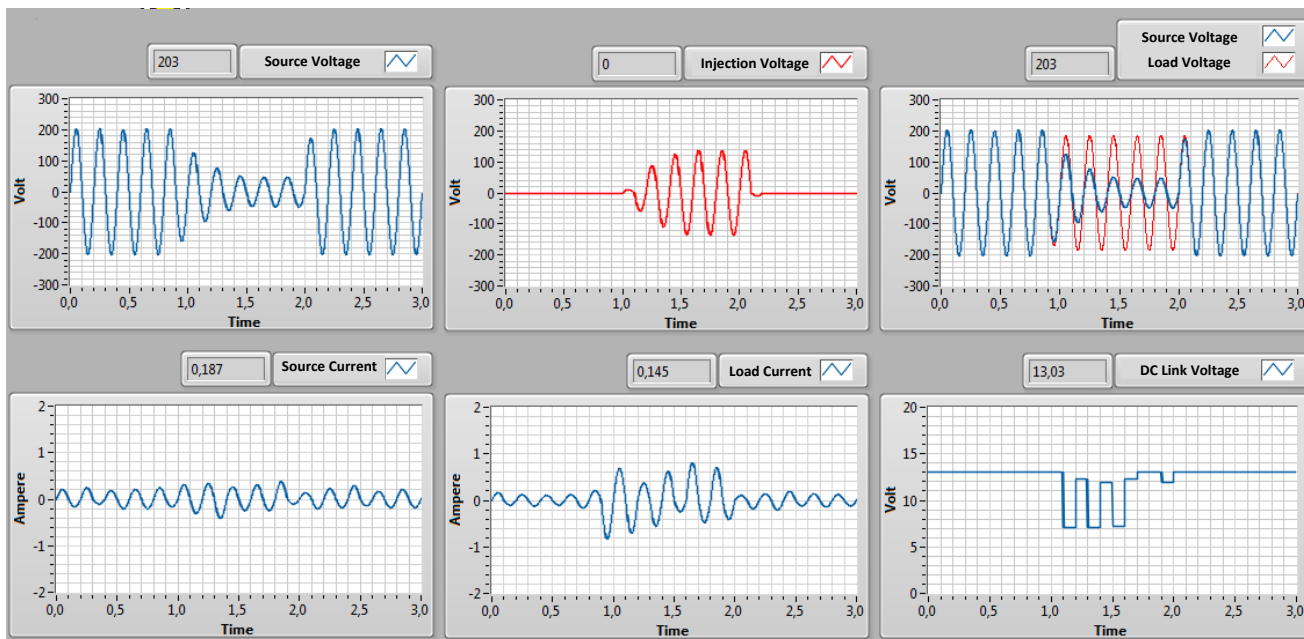 203 Source Voltage
0 Injection Voltage
203 Source Voltage
Load Voltage
Volt
300
200
100
0
-100
-200
-300
0,0 0,5 1,0 1,5 2,0 2,5 3,0
Time
Volt
300
200
100
0
-100
-200
-300
0,0 0,5 1,0 1,5 2,0 2,5 3,0
Time
Volt
300
200
100
0
-100
-200
-300
0,0 0,5 1,0 1,5 2,0 2,5 3,0
Time
0,187 Source Current
0,145 Load Current
13,03 DC Link Voltage
Ampere
2
1
0
-1
-2
0,0 0,5 1,0 1,5 2,0 2,5 3,0
Time
Ampere
2
1
0
-1
-2
0,0 0,5 1,0 1,5 2,0 2,5 3,0
Time
Volt
20
15
10
5
0
0,0 0,5 1,0 1,5 2,0 2,5 3,0
Time